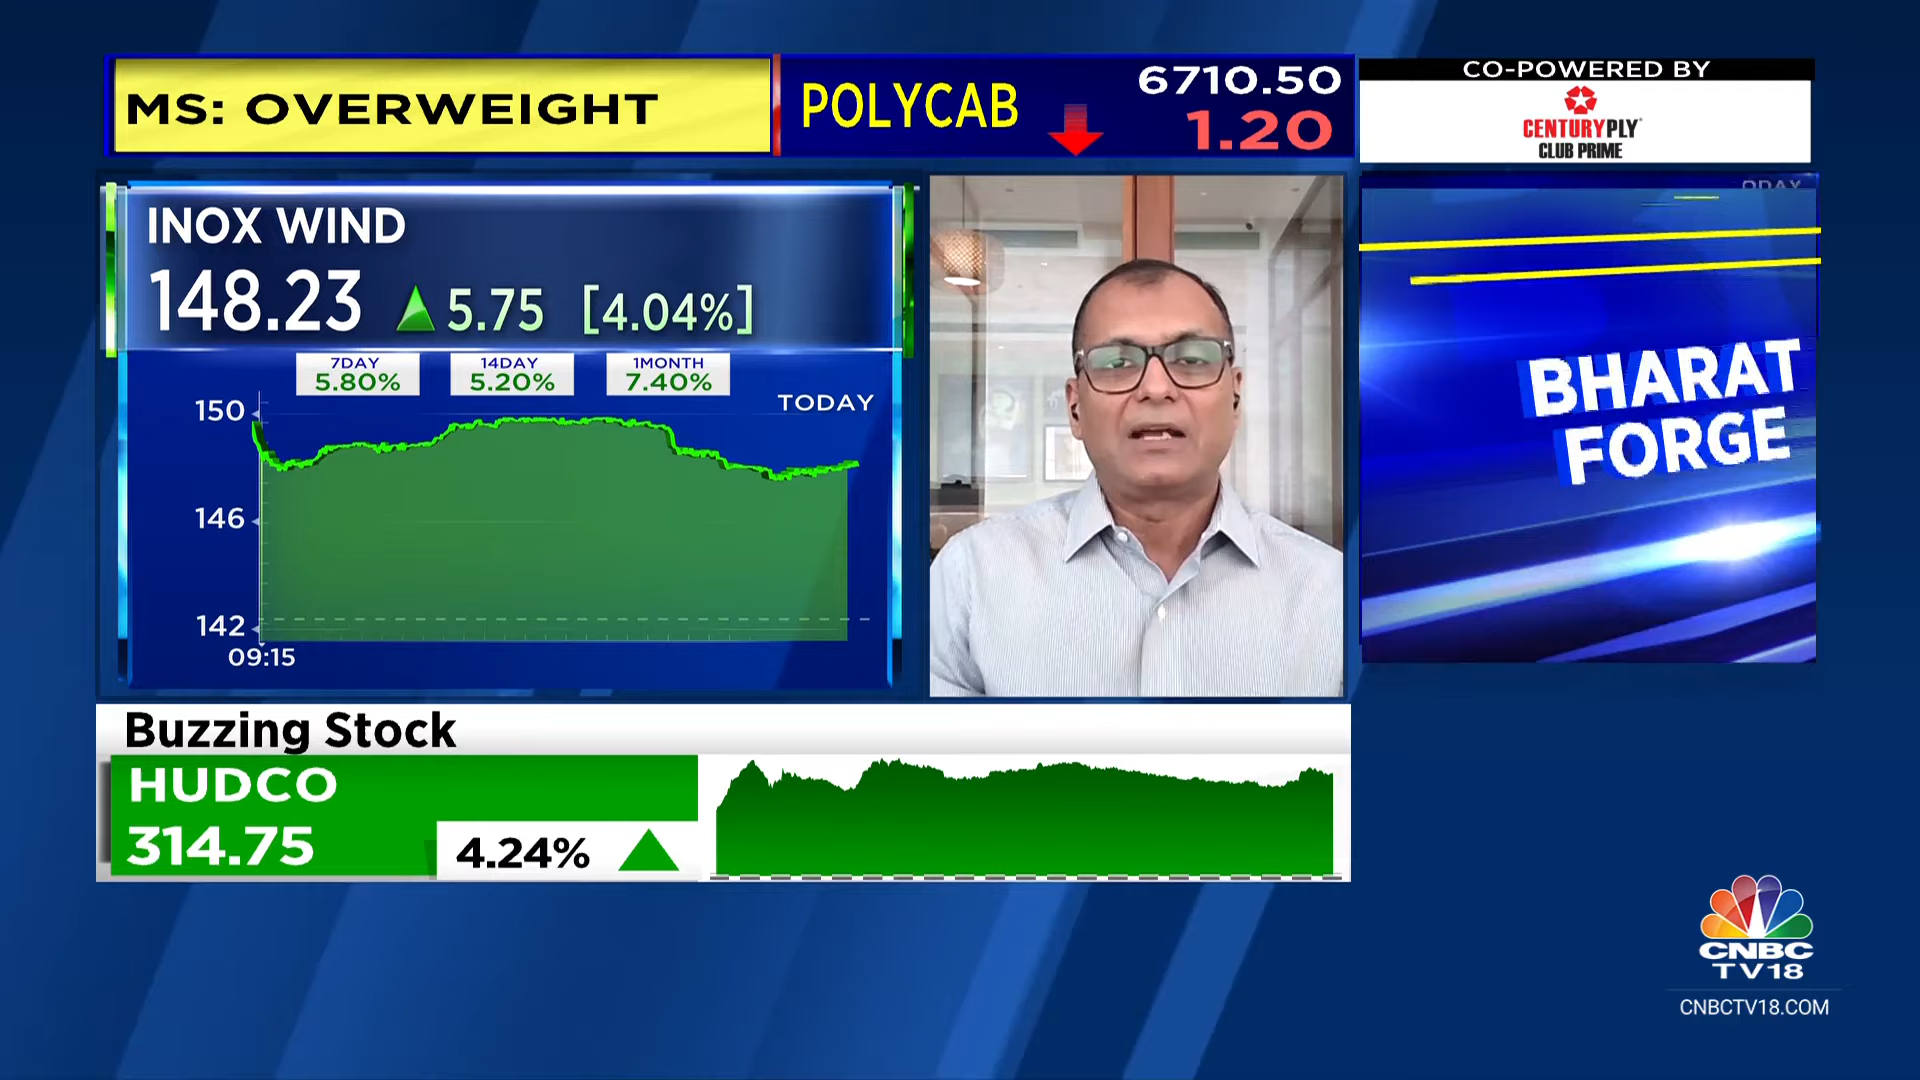 MS: OVERWEIGHT
POLYCAB
6710.50
1.20
CO-POWERED BY
CENTURYPLY
CLUB PRIME
INOX WIND
148.23 5.75 [4.04%]
7DAY
5.80%
14DAY
5.20%
1MONTH
7.40%
TODAY
150
146
142
09:15
ODAY
BHARAT
FORGE
Buzzing Stock
HUDCO
314.75
4.24%
CNBC
TV18
CNBCTV18.COM